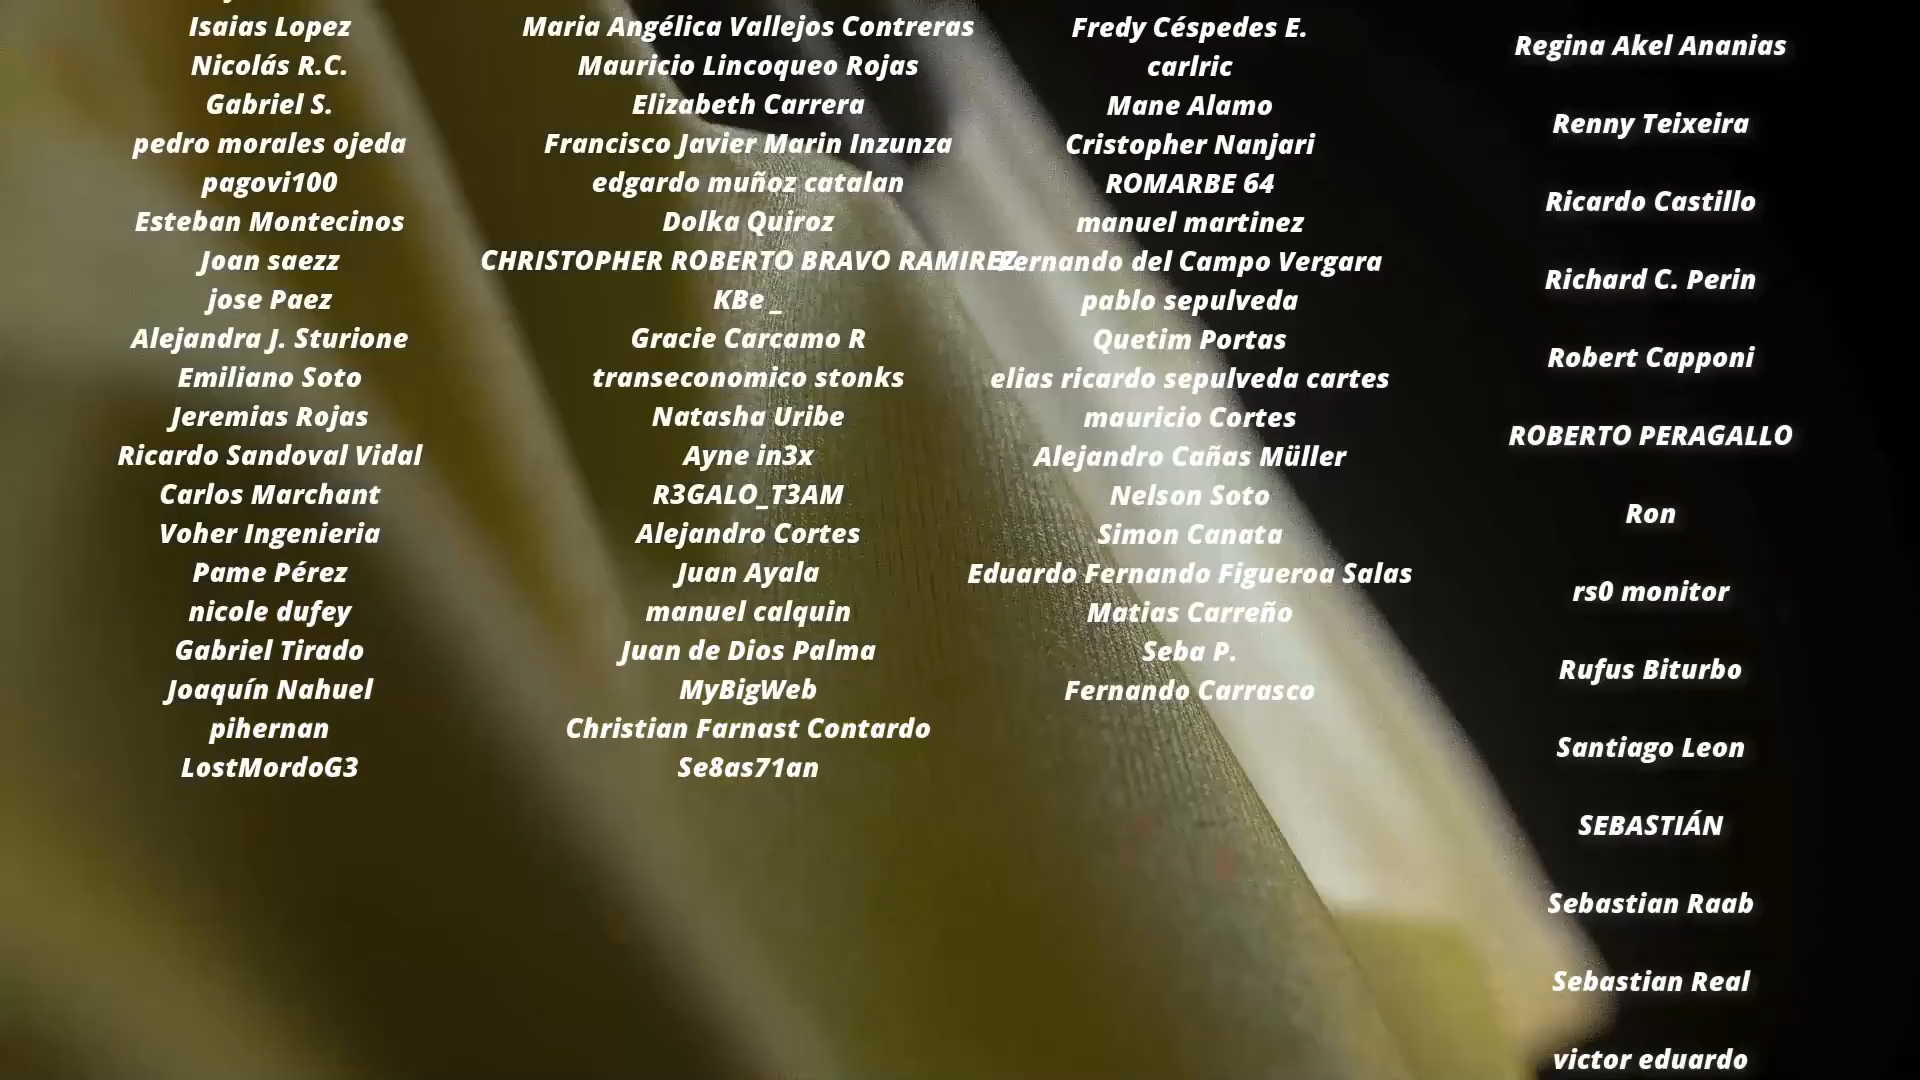 Isaias Lopez
Nicolás R.C.
Gabriel S.
pedro morales ojeda
pagovi100
Esteban Montecinos
Joan saezz
jose Paez
Alejandra J. Sturione
Emiliano Soto
Jeremias Rojas
Ricardo Sandoval Vidal
Carlos Marchant
Voher Ingenieria
Pame Pérez
nicole dufey
Gabriel Tirado
Joaquín Nahuel
pihernan
LostMordoG3
Maria Angélica Vallejos Contreras
Mauricio Lincoqueo Rojas
Elizabeth Carrera
Francisco Javier Marin Inzunza
edgardo muñoz catalan
Dolka Quiroz
CHRISTOPHER ROBERTO BRAVO RAMIREZ
KBe _
Gracie Carcamo R
transeconomico stonks
Natasha Uribe
Ayne in3x
R3GALO_T3AM
Alejandro Cortes
Juan Ayala
manuel calquin
Juan de Dios Palma
MyBigWeb
Christian Farnast Contardo
Se8as71an
Fredy Céspedes E.
carlric
Mane Alamo
Cristopher Nanjari
ROMARBE 64
manuel martinez
Fernando del Campo Vergara
pablo sepulveda
Quetim Portas
elias ricardo sepulveda cartes
mauricio Cortes
Alejandro Cañas Müller
Nelson Soto
Simon Canata
Eduardo Fernando Figueroa Salas
Matias Carreño
Seba P.
Fernando Carrasco
Regina Akel Ananias
Renny Teixeira
Ricardo Castillo
Richard C. Perin
Robert Capponi
ROBERTO PERAGALLO
Ron
rs0 monitor
Rufus Biturbo
Santiago Leon
SEBASTIÁN
Sebastian Raab
Sebastian Real
victor eduardo